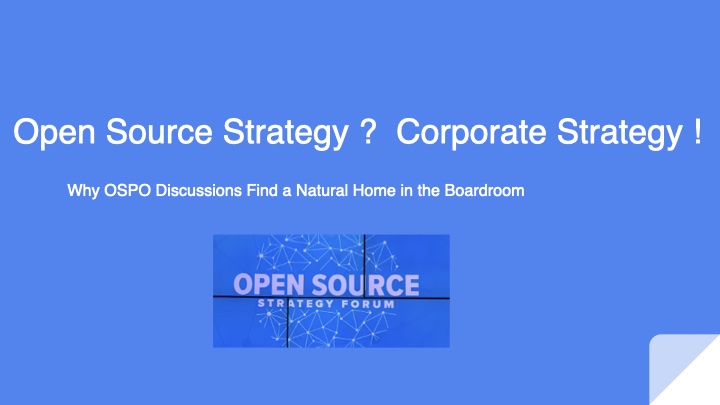 Open Source Strategy ?  Corporate Strategy !
Why OSPO Discussions Find a Natural Home in the Boardroom
OPEN SOURCE
STRATEGY FORUM